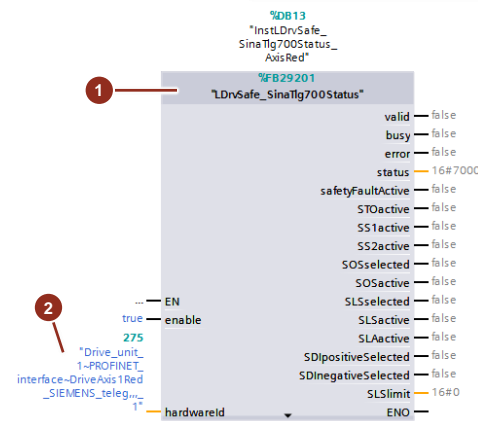 %DB13
"InstLDrvSafe_
SinaTlg700Status_
AxisRed"
%FB29201
"LDrvSafe_SinaTlg700Status"
1
valid false
busy false
error false
status 16#7000
safetyFaultActive false
STOactive false
SS1active false
SS2active false
SOSselected false
SOSactive false
... EN SLSselected false
true enable SLSactive false
SLAactive false
2
275
"Drive_unit_
1~PROFINET_
interface~DriveAxis1Red
_SIEMENS_teleg,,,_
1"
hardwareId
SDIpositiveSelected false
SDInegativeSelected false
SLSlimit 16#0
ENO